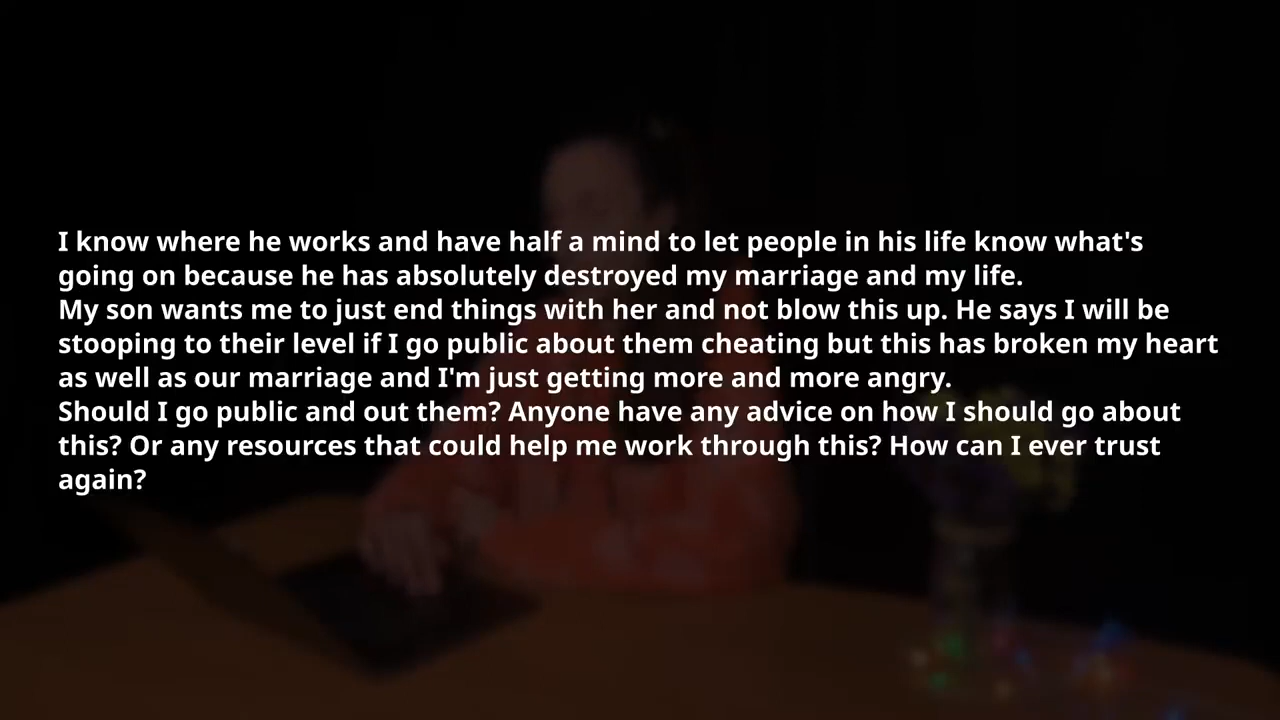 I know where he works and have half a mind to let people in his life know what's
going on because he has absolutely destroyed my marriage and my life.
My son wants me to just end things with her and not blow this up. He says I will be
stooping to their level if I go public about them cheating but this has broken my heart
as well as our marriage and I'm just getting more and more angry.
Should I go public and out them? Anyone have any advice on how I should go about
this? Or any resources that could help me work through this? How can I ever trust
again?